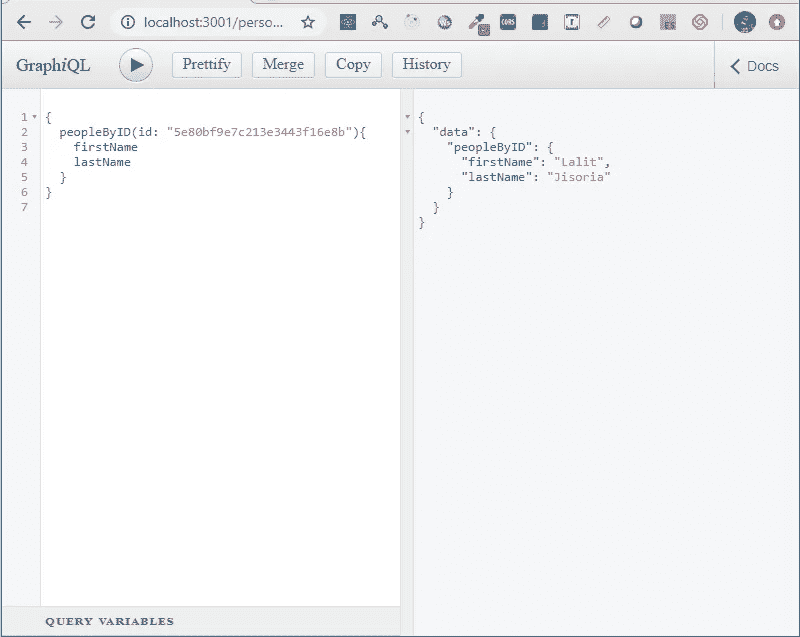 localhost:3001/perso...
GraphiQL Prettify Merge Copy History Docs
1 {
2 peopleByID(id: "5e80bf9e7c213e3443f16e8b"){
3 firstName
4 lastName
5 }
6 }
7
{
"data": {
"peopleByID": {
"firstName": "Lalit",
"lastName": "Jisoria"
}
}
}
QUERY VARIABLES